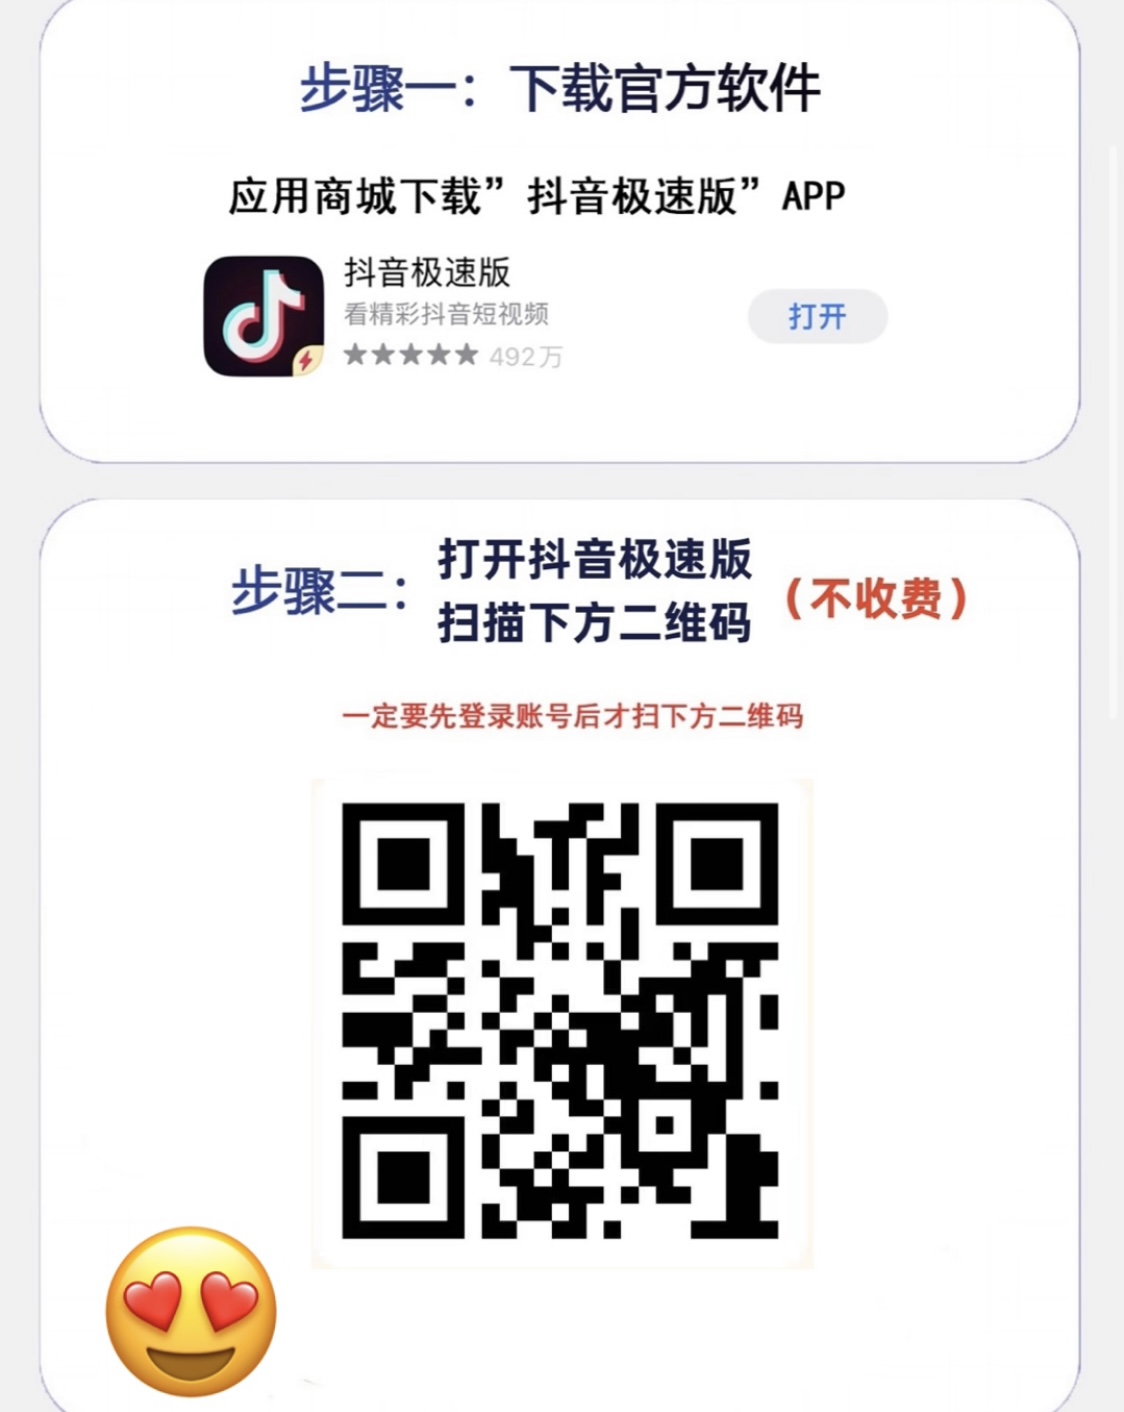 步骤一：下载官方软件
应用商城下载”抖音极速版”APP
抖音极速版
看精彩抖音短视频
492万
打开
步骤二：
打开抖音极速版
扫描下方二维码
（不收费）
一定要先登录账号后才扫下方二维码